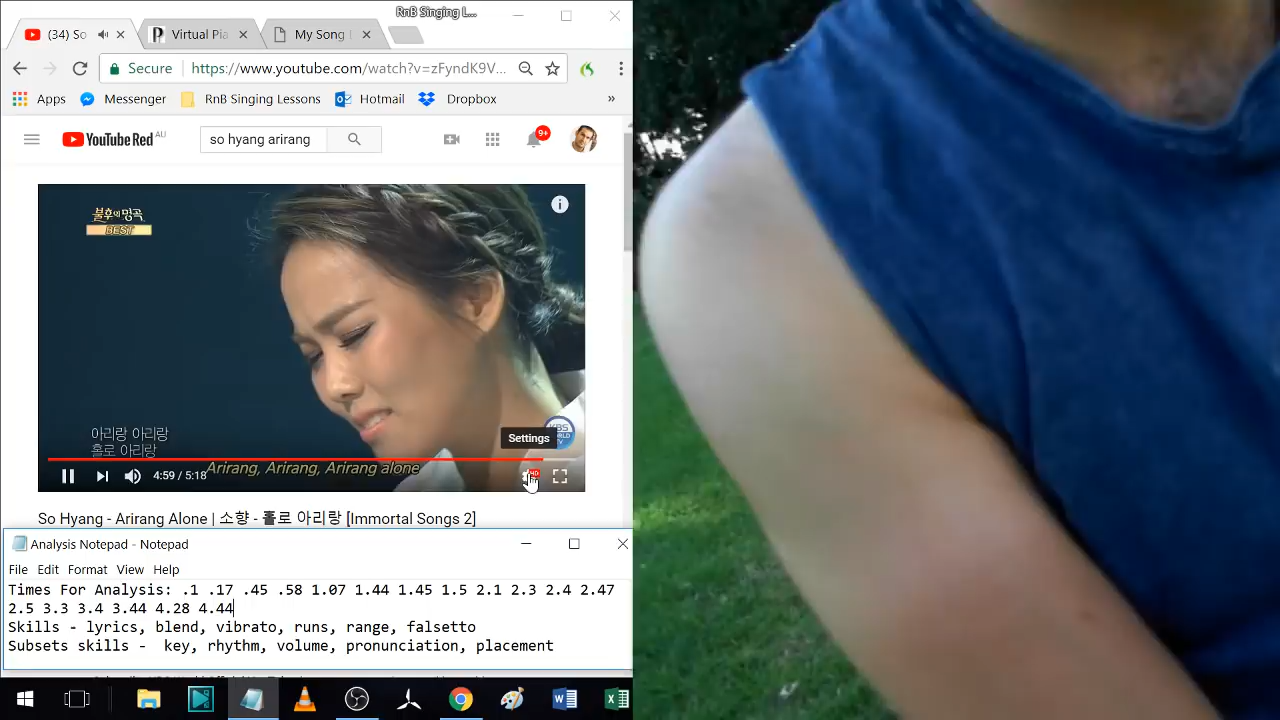 RnB Singing L...
(34) So
Virtual Pia
My Song
Secure
https://www.youtube.com/watch?v=zFyndK9V...
Apps
Messenger
RnB Singing Lessons
Hotmail
Dropbox
»
YouTube Red AU
so hyang arirang
9+
불후의 명곡
BEST
아리랑 아리랑
홀로 아리랑
KBS
WORLD
TV
Settings
Arirang, Arirang, Arirang alone
4:59 / 5:18
HD
So Hyang - Arirang Alone | 소향 - 홀로 아리랑 [Immortal Songs 2]
Analysis Notepad - Notepad
File Edit Format View Help
Times For Analysis: .1 .17 .45 .58 1.07 1.44 1.45 1.5 2.1 2.3 2.4 2.47
2.5 3.3 3.4 3.44 4.28 4.44
Skills - lyrics, blend, vibrato, runs, range, falsetto
Subsets skills -  key, rhythm, volume, pronunciation, placement